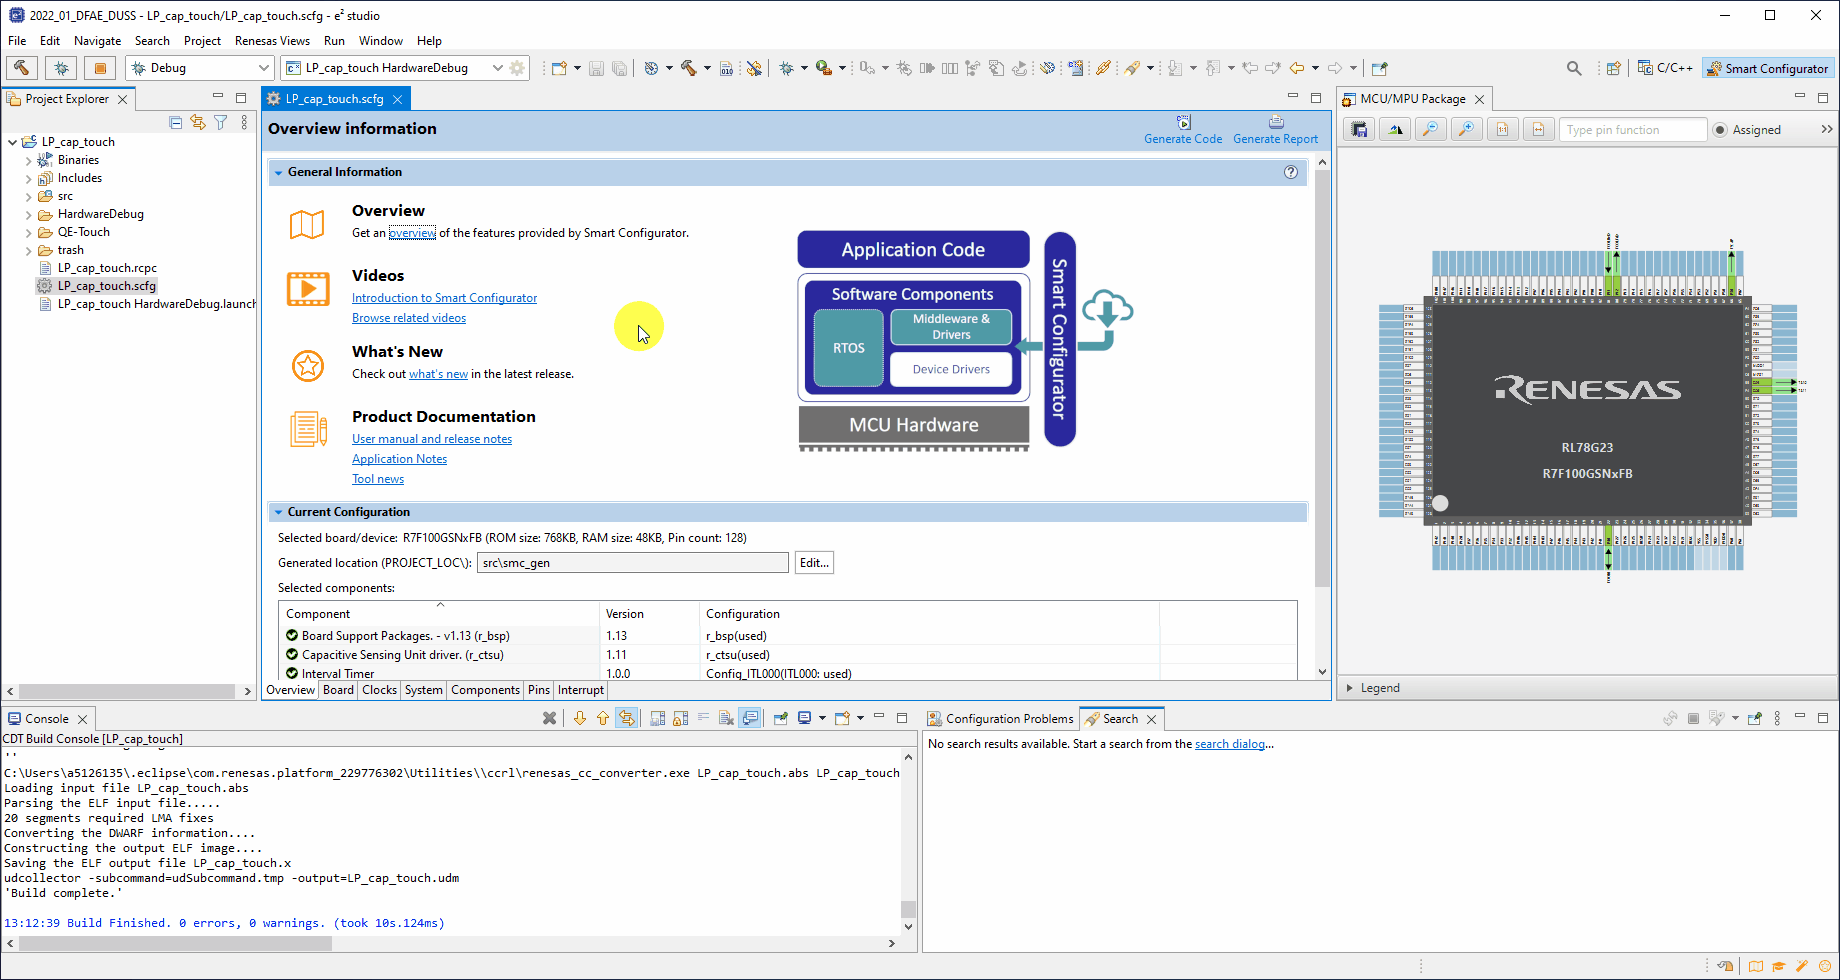 2022_01_DFAE_DUSS - LP_cap_touch/LP_cap_touch.scfg - e² studio
File Edit Navigate Search Project Renesas Views Run Window Help
Debug
LP_cap_touch HardwareDebug
C/C++
Smart Configurator
Project Explorer
LP_cap_touch
Binaries
Includes
src
HardwareDebug
QE-Touch
trash
LP_cap_touch.rcpc
LP_cap_touch.scfg
LP_cap_touch HardwareDebug.launch
LP_cap_touch.scfg
Overview information
Generate Code Generate Report
General Information
Overview
Get an overview of the features provided by Smart Configurator.
Videos
Introduction to Smart Configurator
Browse related videos
What's New
Check out what's new in the latest release.
Product Documentation
User manual and release notes
Application Notes
Tool news
Application Code
Software Components
RTOS
Middleware & Drivers
Device Drivers
MCU Hardware
Smart Configurator
Current Configuration
Selected board/device: R7F100GSNxFB (ROM size: 768KB, RAM size: 48KB, Pin count: 128)
Generated location (PROJECT_LOC\): src\smc_gen Edit...
Selected components:
Component Version Configuration
Board Support Packages. - v1.13 (r_bsp) 1.13 r_bsp(used)
Capacitive Sensing Unit driver. (r_ctsu) 1.11 r_ctsu(used)
Interval Timer 1.0.0 Config_ITL000(ITL000: used)
Overview Board Clocks System Components Pins Interrupt
MCU/MPU Package
Type pin function
Assigned
RENESAS
RL78G23
R7F100GSNxFB
Legend
Console
CDT Build Console [LP_cap_touch]
''
C:\Users\a5126135\.eclipse\com.renesas.platform_229776302\Utilities\\ccrl\renesas_cc_converter.exe LP_cap_touch.abs LP_cap_touch
Loading input file LP_cap_touch.abs
Parsing the ELF input file.....
20 segments required LMA fixes
Converting the DWARF information....
Constructing the output ELF image....
Saving the ELF output file LP_cap_touch.x
udcollector -subcommand=udSubcommand.tmp -output=LP_cap_touch.udm
'Build complete.'
13:12:39 Build Finished. 0 errors, 0 warnings. (took 10s.124ms)
Configuration Problems
Search
No search results available. Start a search from the search dialog...